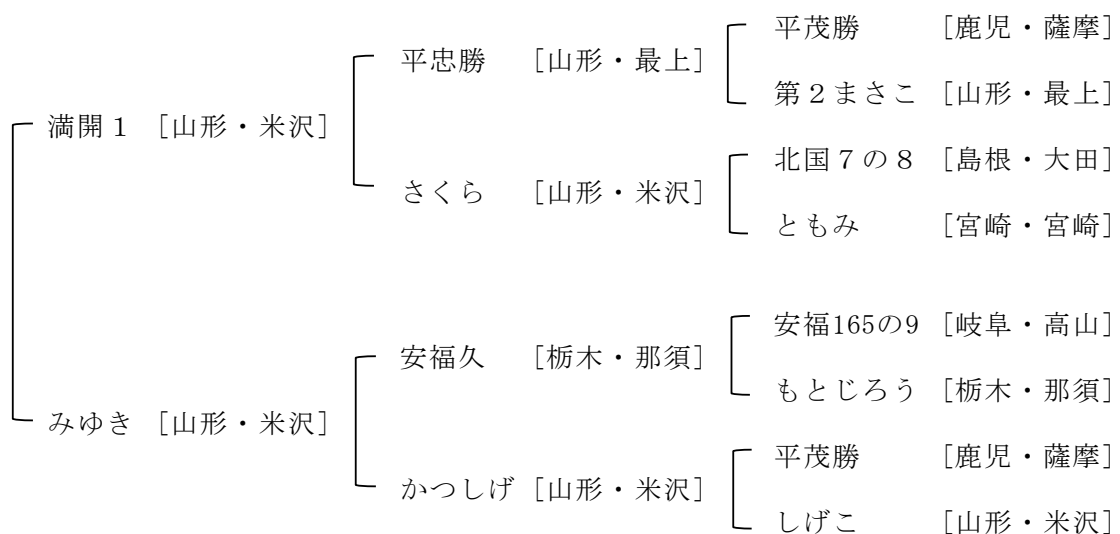 平茂勝 [鹿児・薩摩]
平忠勝 [山形・最上]
第２まさこ [山形・最上]
満開１ [山形・米沢]
北国７の８ [島根・大田]
さくら [山形・米沢]
ともみ [宮崎・宮崎]
安福165の9 [岐阜・高山]
安福久 [栃木・那須]
もとじろう [栃木・那須]
みゆき [山形・米沢]
平茂勝 [鹿児・薩摩]
かつしげ [山形・米沢]
しげこ [山形・米沢]